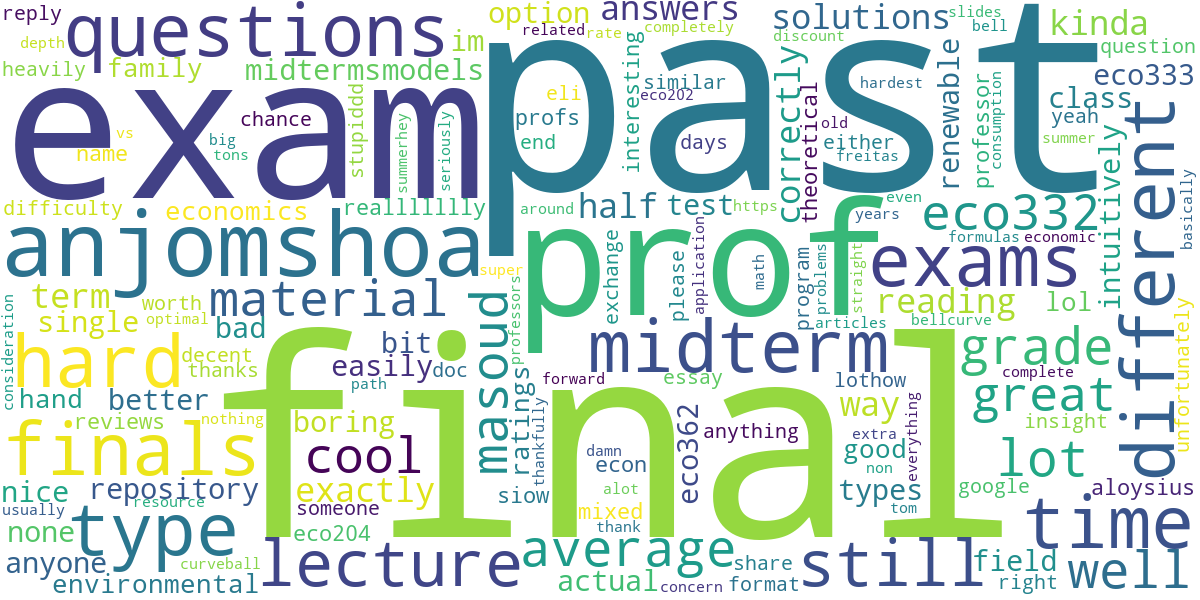 reply
questions
depth
heavily
family
im
midtermsmodels
option
answers
related
rate
completely
solutions
discount
slides
bell
kinda
question
exam
past
chance
vs
name
big
tons
stupiddd
summerhey
seriously
eli
profs
end
interesting
similar
eco202
days
correctly
theoretical
old
either
freitas
hardest
renewable
professor
consumption
class
eco333
yeah
summer
difficulty
economics
reallllllly
anjomshoa
around
half
test
https
even
years
eco332
formulas
economic
intuitively
different
basically
prof
exams
super
exchange
please
application
math
program
problems
straight
articles
reading
bellcurve
lol
term
material
single
worth
optimal
bad
bit
masoud
professors
consideration
hard
decent
thanks
easily
doc
midterm
grade
hand
better
path
forward
essay
lothow
complete
great
unfortunately
reviews
nothing
boring
ratings
thankfully
final
way
insight
finals
cool
damn
econ
alot
eco362
anything
extra
good
non
everything
lot
nice
repository
exactly
siow
mixed
thank
types
tom
google
aloysius
usually
resource
someone
none
type
eco204
time
anyone
curveball
lecture
average
share
still
field
well
environmental
actual
concern
format
right